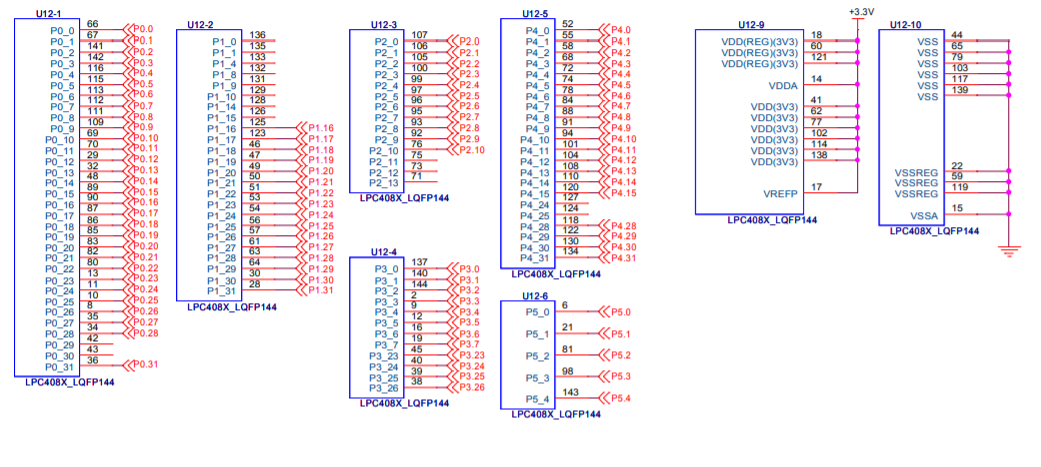 U12-1
P0_0 66 P0.0
P0_1 67 P0.1
P0_2 141 P0.2
P0_3 142 P0.3
P0_4 116 P0.4
P0_5 115 P0.5
P0_6 113 P0.6
P0_7 112 P0.7
P0_8 111 P0.8
P0_9 109 P0.9
P0_10 69 P0.10
P0_11 70 P0.11
P0_12 29 P0.12
P0_13 32 P0.13
P0_14 48 P0.14
P0_15 89 P0.15
P0_16 90 P0.16
P0_17 87 P0.17
P0_18 86 P0.18
P0_19 85 P0.19
P0_20 83 P0.20
P0_21 82 P0.21
P0_22 80 P0.22
P0_23 13 P0.23
P0_24 11 P0.24
P0_25 10 P0.25
P0_26 8 P0.26
P0_27 35 P0.27
P0_28 34 P0.28
P0_29 42
P0_30 43
P0_31 36 P0.31
LPC408X_LQFP144
U12-2
P1_0 136
P1_1 135
P1_4 133
P1_8 132
P1_9 131
P1_10 129
P1_14 128
P1_15 126
P1_16 125 P1.16
P1_17 123 P1.17
P1_18 46 P1.18
P1_19 47 P1.19
P1_20 49 P1.20
P1_21 50 P1.21
P1_22 51 P1.22
P1_23 53 P1.23
P1_24 54 P1.24
P1_25 56 P1.25
P1_26 57 P1.26
P1_27 61 P1.27
P1_28 63 P1.28
P1_29 64 P1.29
P1_30 30 P1.30
P1_31 28 P1.31
LPC408X_LQFP144
U12-3
P2_0 107 P2.0
P2_1 106 P2.1
P2_2 105 P2.2
P2_3 100 P2.3
P2_4 99 P2.4
P2_5 97 P2.5
P2_6 96 P2.6
P2_7 95 P2.7
P2_8 93 P2.8
P2_9 92 P2.9
P2_10 76 P2.10
P2_11 75
P2_12 73
P2_13 71
LPC408X_LQFP144
U12-4
P3_0 137 P3.0
P3_1 140 P3.1
P3_2 144 P3.2
P3_3 2 P3.3
P3_4 9 P3.4
P3_5 12 P3.5
P3_6 16 P3.6
P3_7 19 P3.7
P3_23 45 P3.23
P3_24 40 P3.24
P3_25 39 P3.25
P3_26 38 P3.26
LPC408X_LQFP144
U12-5
P4_0 52 P4.0
P4_1 55 P4.1
P4_2 58 P4.2
P4_3 68 P4.3
P4_4 72 P4.4
P4_5 74 P4.5
P4_6 78 P4.6
P4_7 84 P4.7
P4_8 88 P4.8
P4_9 91 P4.9
P4_10 94 P4.10
P4_11 101 P4.11
P4_12 104 P4.12
P4_13 108 P4.13
P4_14 110 P4.14
P4_15 120 P4.15
P4_24 127
P4_25 124
P4_28 118 P4.28
P4_29 122 P4.29
P4_30 130 P4.30
P4_31 134 P4.31
LPC408X_LQFP144
U12-6
P5_0 6 P5.0
P5_1 21 P5.1
P5_2 81 P5.2
P5_3 98 P5.3
P5_4 143 P5.4
LPC408X_LQFP144
U12-9
+3.3V
VDD(REG)(3V3) 18
VDD(REG)(3V3) 60
VDD(REG)(3V3) 121
VDDA 14
VDD(3V3) 41
VDD(3V3) 62
VDD(3V3) 77
VDD(3V3) 102
VDD(3V3) 114
VDD(3V3) 138
VREFP 17
LPC408X_LQFP144
U12-10
VSS 44
VSS 65
VSS 79
VSS 103
VSS 117
VSS 139
VSSREG 22
VSSREG 59
VSSREG 119
VSSA 15
LPC408X_LQFP144